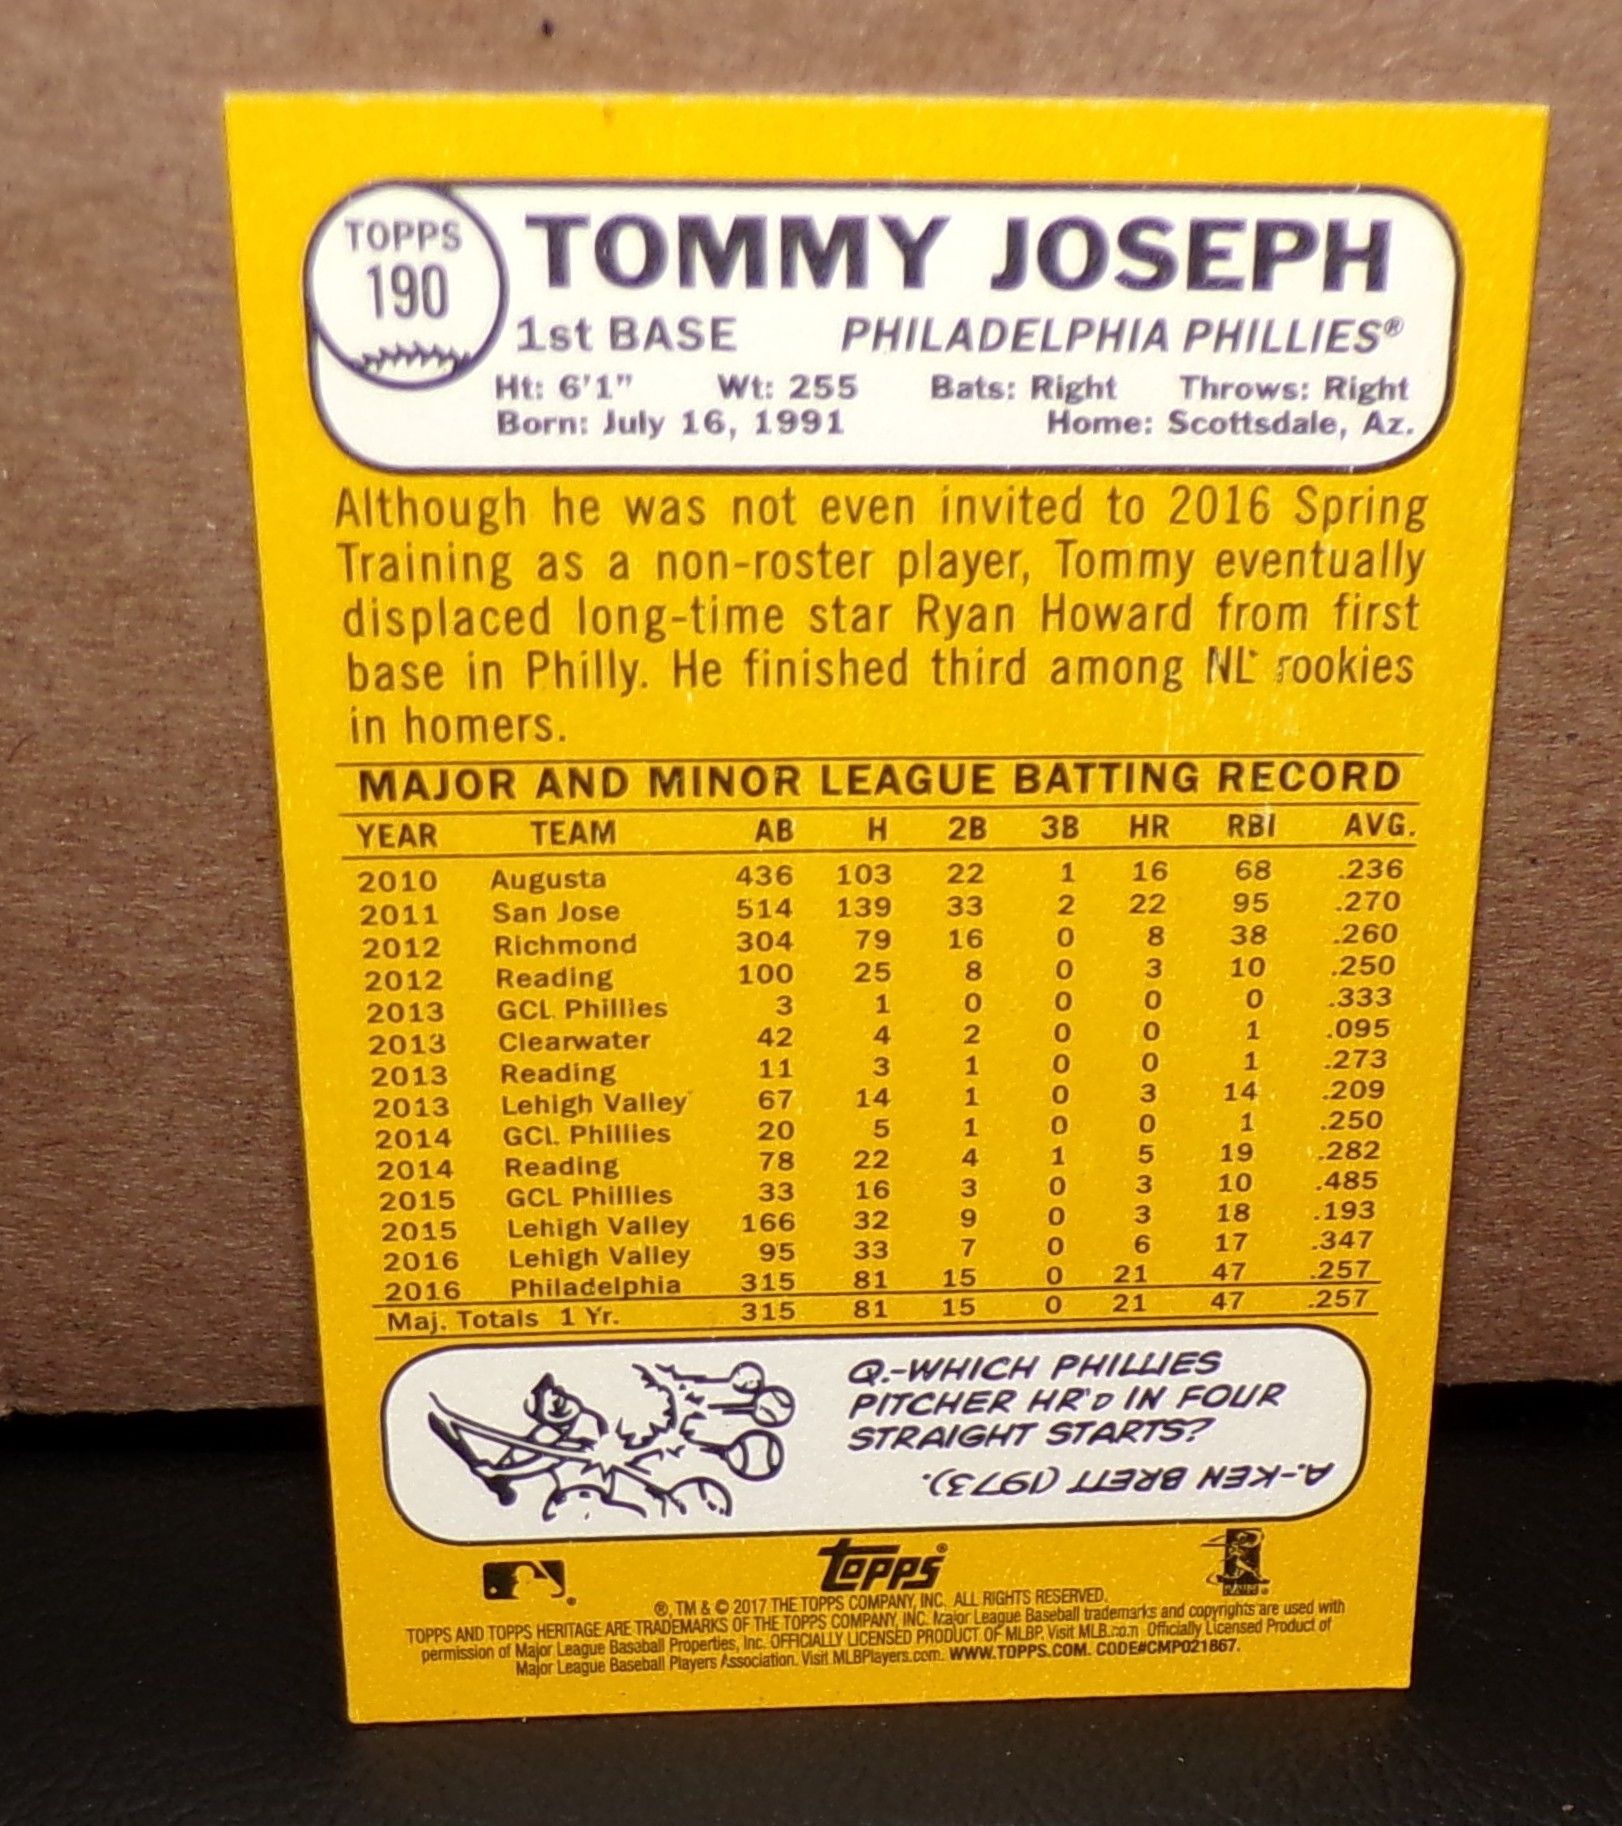 TOPPS
190
TOMMY JOSEPH
1st BASE PHILADELPHIA PHILLIES®
Ht: 6'1" Wt: 255 Bats: Right Throws: Right
Born: July 16, 1991 Home: Scottsdale, Az.
Although he was not even invited to 2016 Spring
Training as a non-roster player, Tommy eventually
displaced long-time star Ryan Howard from first
base in Philly. He finished third among NL rookies
in homers.
MAJOR AND MINOR LEAGUE BATTING RECORD
YEAR TEAM AB H 2B 3B HR RBI AVG.
2010 Augusta 436 103 22 1 16 68 .236
2011 San Jose 514 139 33 2 22 95 .270
2012 Richmond 304 79 16 0 8 38 .260
2012 Reading 100 25 8 0 3 10 .250
2013 GCL Phillies 3 1 0 0 0 0 .333
2013 Clearwater 42 4 2 0 0 1 .095
2013 Reading 11 3 1 0 0 1 .273
2013 Lehigh Valley 67 14 1 0 3 14 .209
2014 GCL Phillies 20 5 1 0 0 1 .250
2014 Reading 78 22 4 1 5 19 .282
2015 GCL Phillies 33 16 3 0 3 10 .485
2015 Lehigh Valley 166 32 9 0 3 18 .193
2016 Lehigh Valley 95 33 7 0 6 17 .347
2016 Philadelphia 315 81 15 0 21 47 .257
Maj. Totals 1 Yr. 315 81 15 0 21 47 .257
Q.-WHICH PHILLIES
PITCHER HR'D IN FOUR
STRAIGHT STARTS?
A.-KEN BRETT (1973).
topps®
®, TM & © 2017 THE TOPPS COMPANY, INC. ALL RIGHTS RESERVED.
TOPPS AND TOPPS HERITAGE ARE TRADEMARKS OF THE TOPPS COMPANY, INC. Major League Baseball trademarks and copyrights are used with
permission of Major League Baseball Properties, Inc. OFFICIALLY LICENSED PRODUCT OF MLBP. Visit MLB.com Officially Licensed Product of
Major League Baseball Players Association. Visit MLBPlayers.com. WWW.TOPPS.COM. CODE#CMP021867.